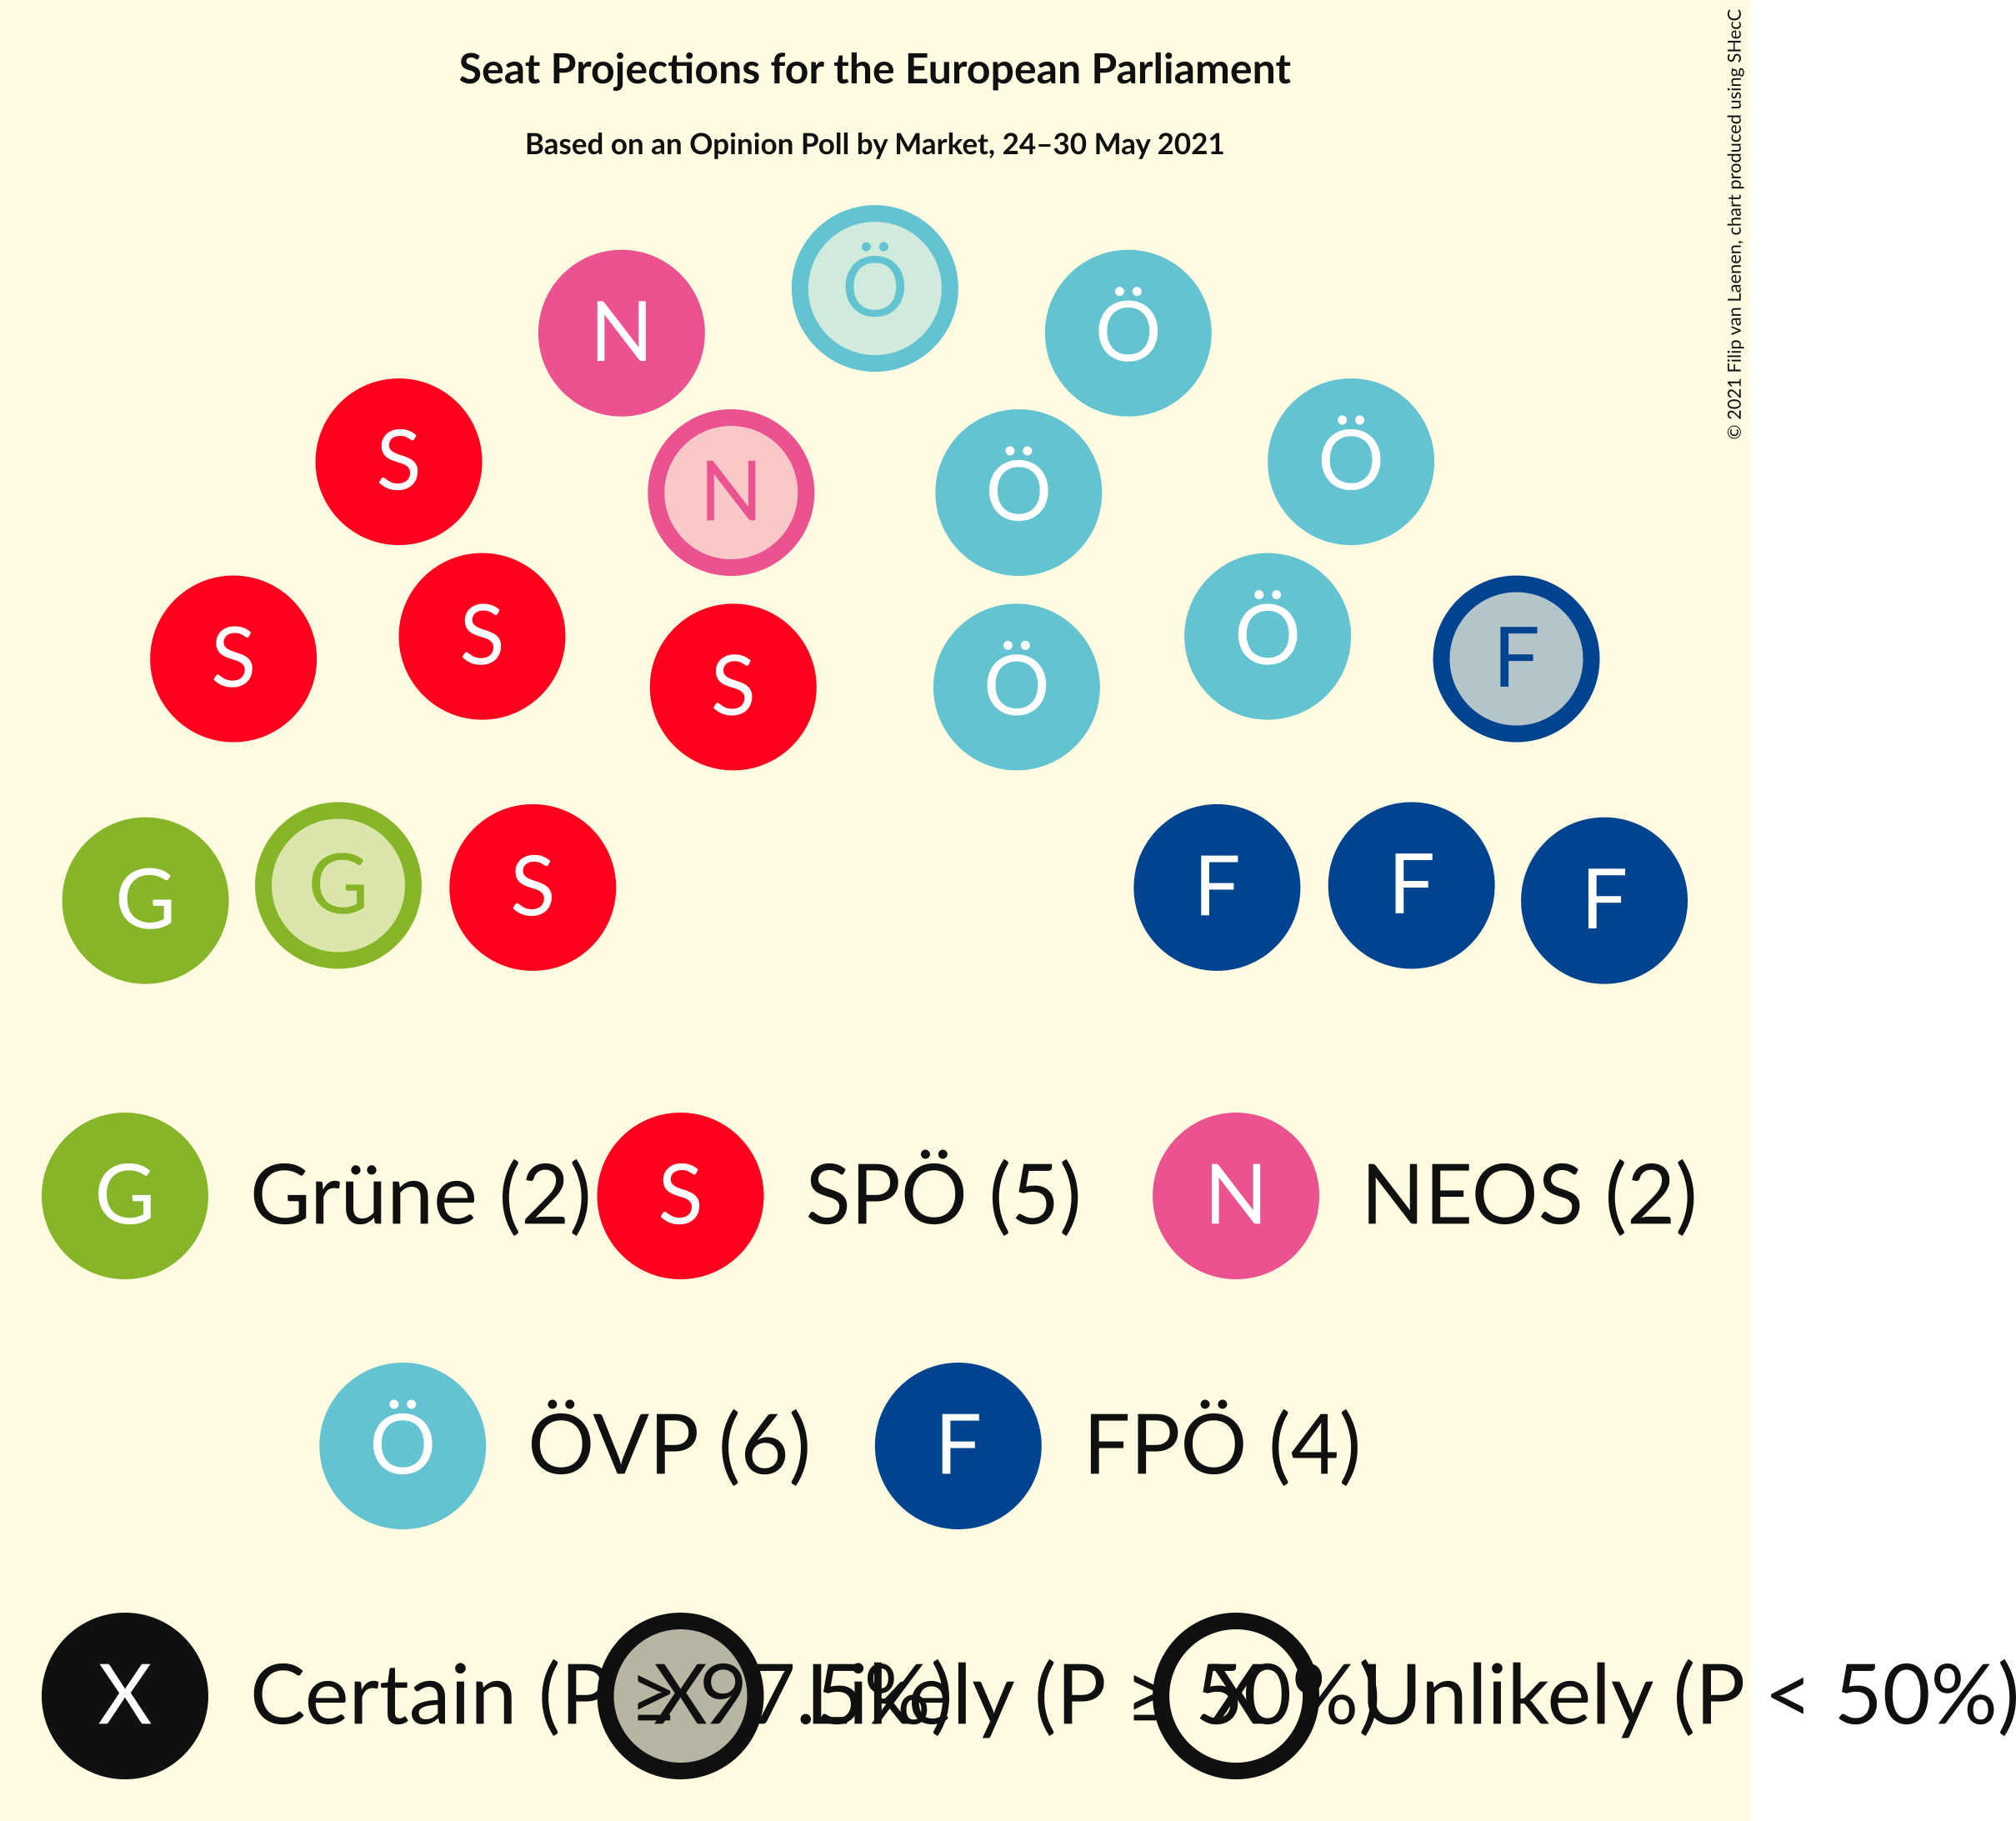 Seat Projections for the European Parliament
Based on an Opinion Poll by Market, 24–30 May 2021
© 2021 Filip van Laenen, chart produced using SHecC
Ö
N Ö
S Ö
N Ö
S S Ö F
S Ö
G G S F F F
G Grüne (2) S SPÖ (5) N NEOS (2)
Ö ÖVP (6) F FPÖ (4)
X Certain (P ≥ 97.5%) X Likely (P ≥ 50%) X Unlikely (P < 50%)